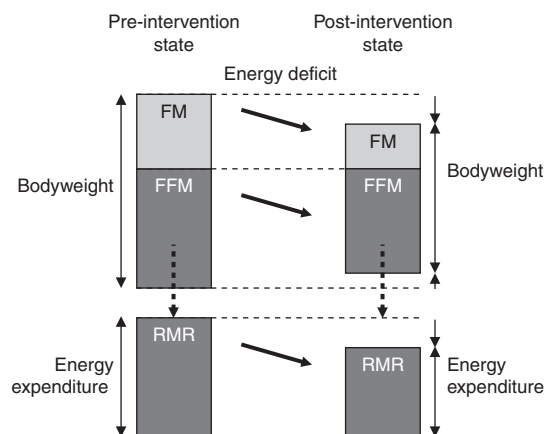 Pre-intervention
state
Post-intervention
state
Energy deficit
FM
FM
Bodyweight
FFM
FFM
Bodyweight
RMR
RMR
Energy
expenditure
Energy
expenditure